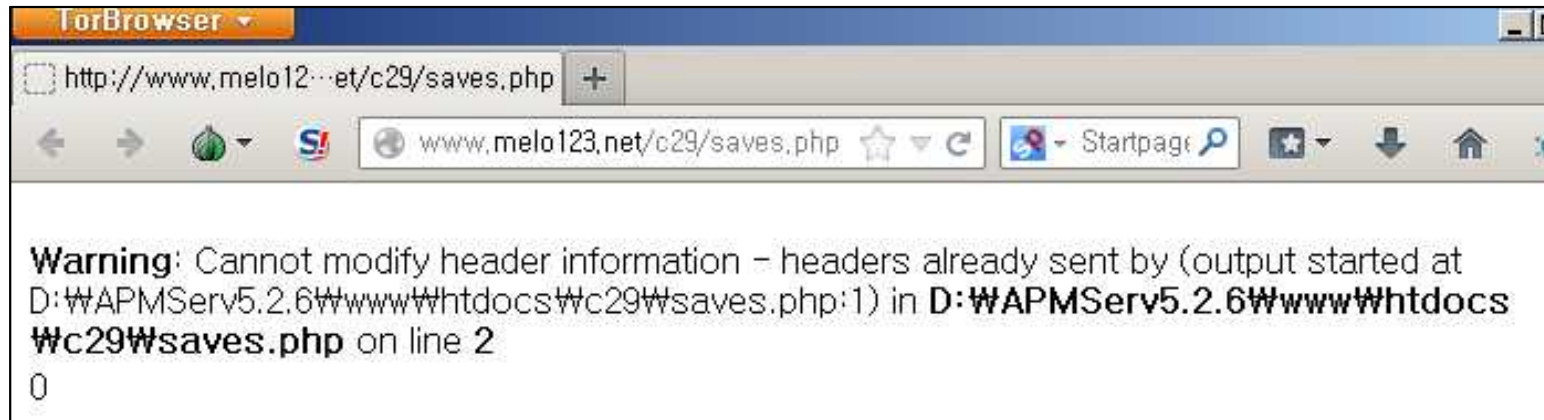 TorBrowser
http://www.melo12…et/c29/saves.php
www.melo123.net/c29/saves.php
Startpage
Warning: Cannot modify header information - headers already sent by (output started at
D:₩APMServ5.2.6₩www₩htdocs₩c29₩saves.php:1) in D:₩APMServ5.2.6₩www₩htdocs
₩c29₩saves.php on line 2
0